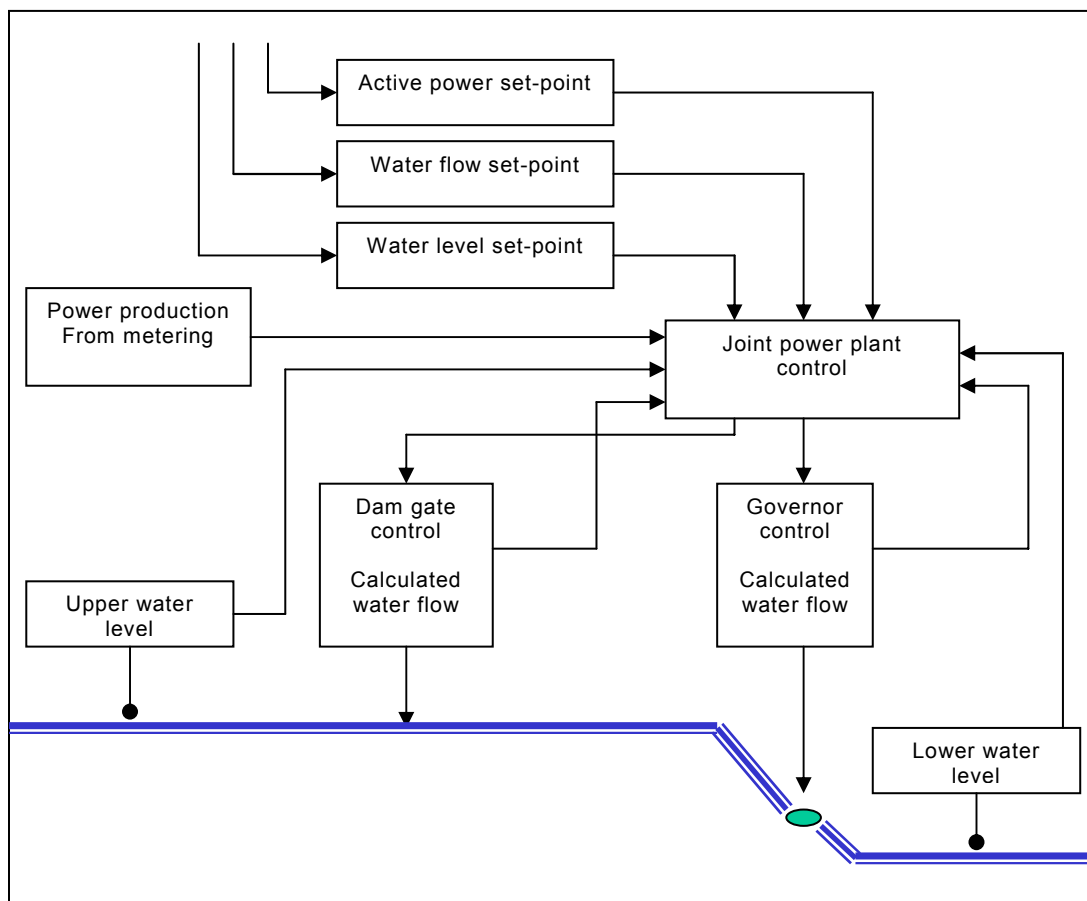 Active power set-point
Water flow set-point
Water level set-point
Power production
From metering
Joint power plant
control
Dam gate
control
Calculated
water flow
Governor
control
Calculated
water flow
Upper water
level
Lower water
level